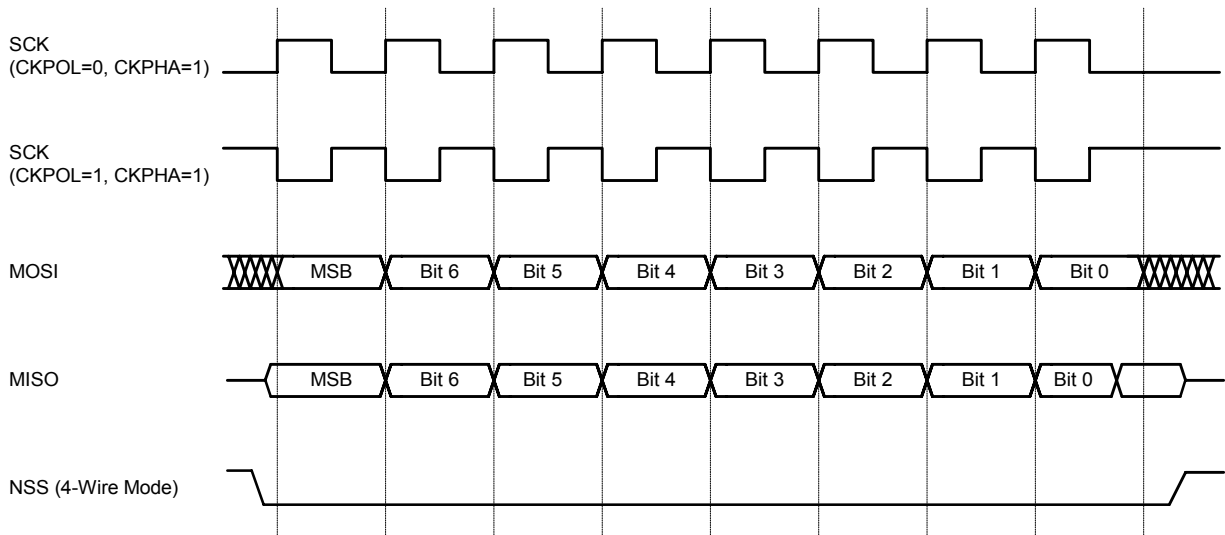 SCK
(CKPOL=0, CKPHA=1)
SCK
(CKPOL=1, CKPHA=1)
MOSI
MSB Bit 6 Bit 5 Bit 4 Bit 3 Bit 2 Bit 1 Bit 0
MISO
MSB Bit 6 Bit 5 Bit 4 Bit 3 Bit 2 Bit 1 Bit 0
NSS (4-Wire Mode)